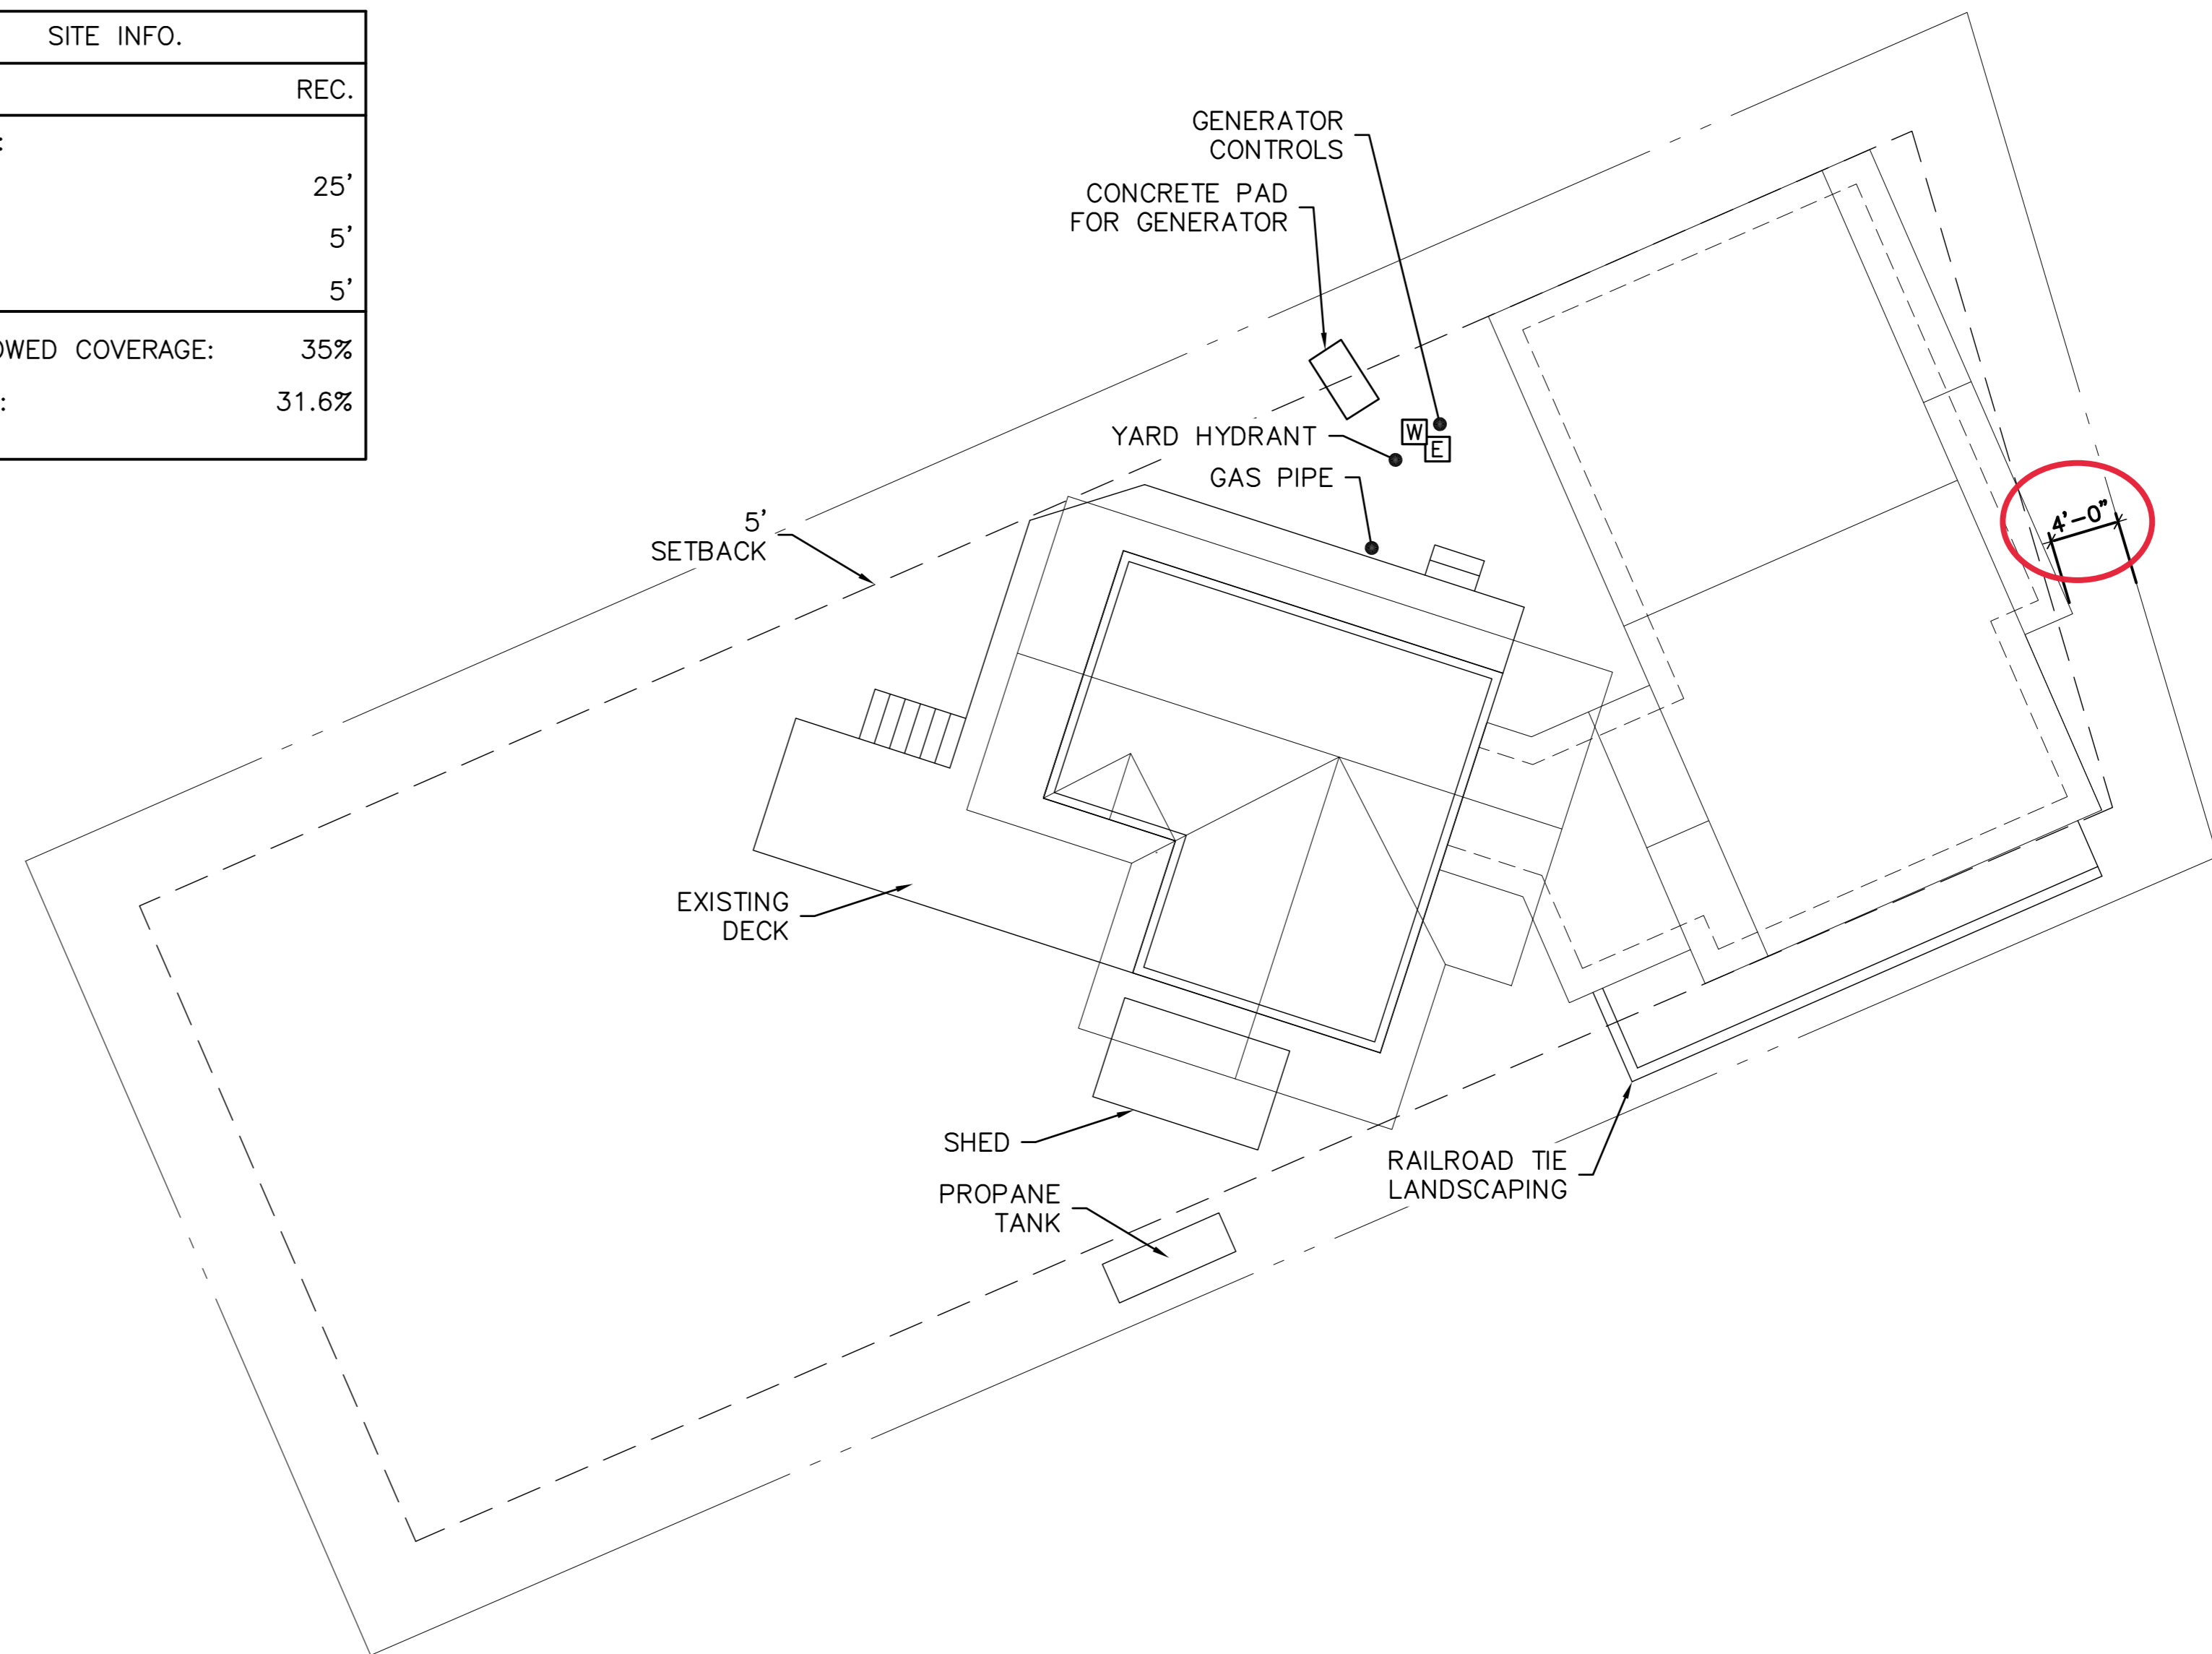 SITE INFO.
REC.
:
25'
5'
5'
OWED COVERAGE: 35%
: 31.6%
GENERATOR
CONTROLS
CONCRETE PAD
FOR GENERATOR
YARD HYDRANT
W
E
GAS PIPE
5'
SETBACK
4'-0"
EXISTING
DECK
SHED
PROPANE
TANK
RAILROAD TIE
LANDSCAPING